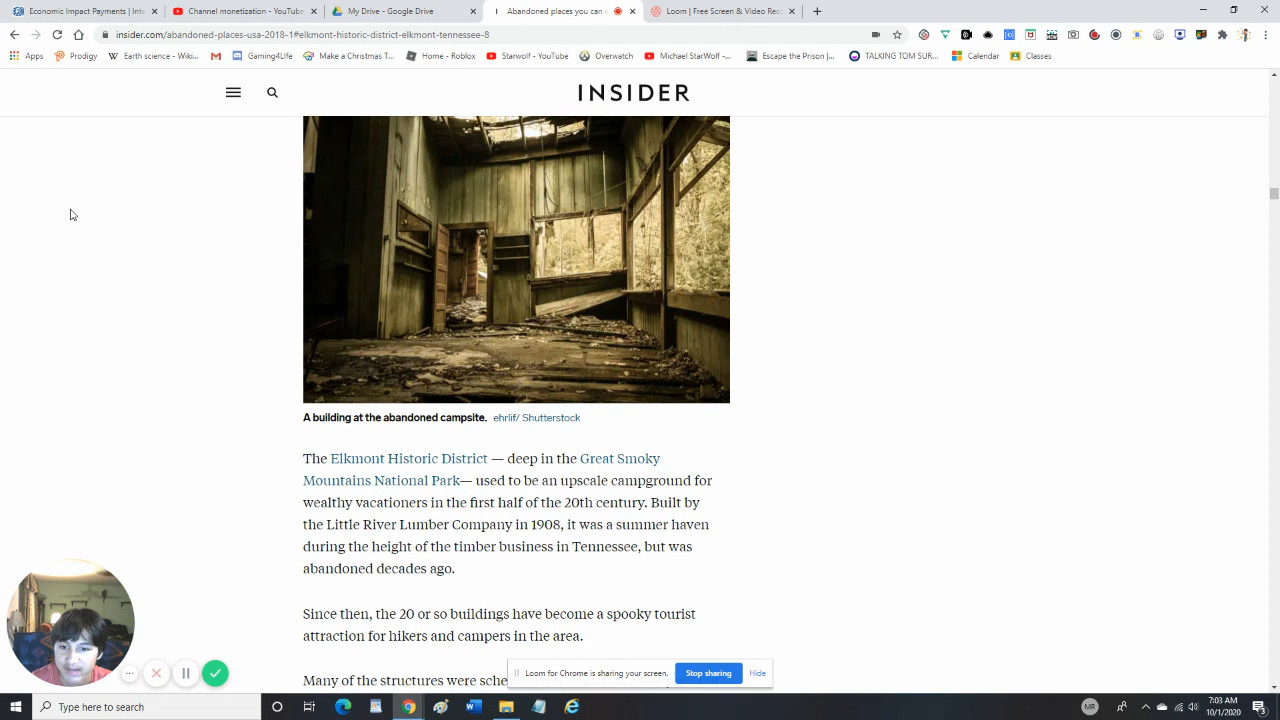 Economic Impact Payments | Inte
Channel monetization - YouTube
My Drive - Google Drive
Abandoned places you can v
Loom | Free Screen & Video Rec
insider.com/abandoned-places-usa-2018-1#elkmont-historic-district-elkmont-tennessee-8
Apps
Prodigy
Earth science - Wiki...
Gaming4Life
Make a Christmas T...
Home - Roblox
Starwolf - YouTube
Overwatch
Michael StarWolf -...
Escape the Prison |...
TALKING TOM SUR...
Calendar
Classes
INSIDER
A building at the abandoned campsite. ehrlif/ Shutterstock
The Elkmont Historic District — deep in the Great Smoky
Mountains National Park— used to be an upscale campground for
wealthy vacationers in the first half of the 20th century. Built by
the Little River Lumber Company in 1908, it was a summer haven
during the height of the timber business in Tennessee, but was
abandoned decades ago.
Since then, the 20 or so buildings have become a spooky tourist
attraction for hikers and campers in the area.
Many of the structures were sche
Loom for Chrome is sharing your screen.
Stop sharing
Hide
Type here to search
MR
7:03 AM
10/1/2020